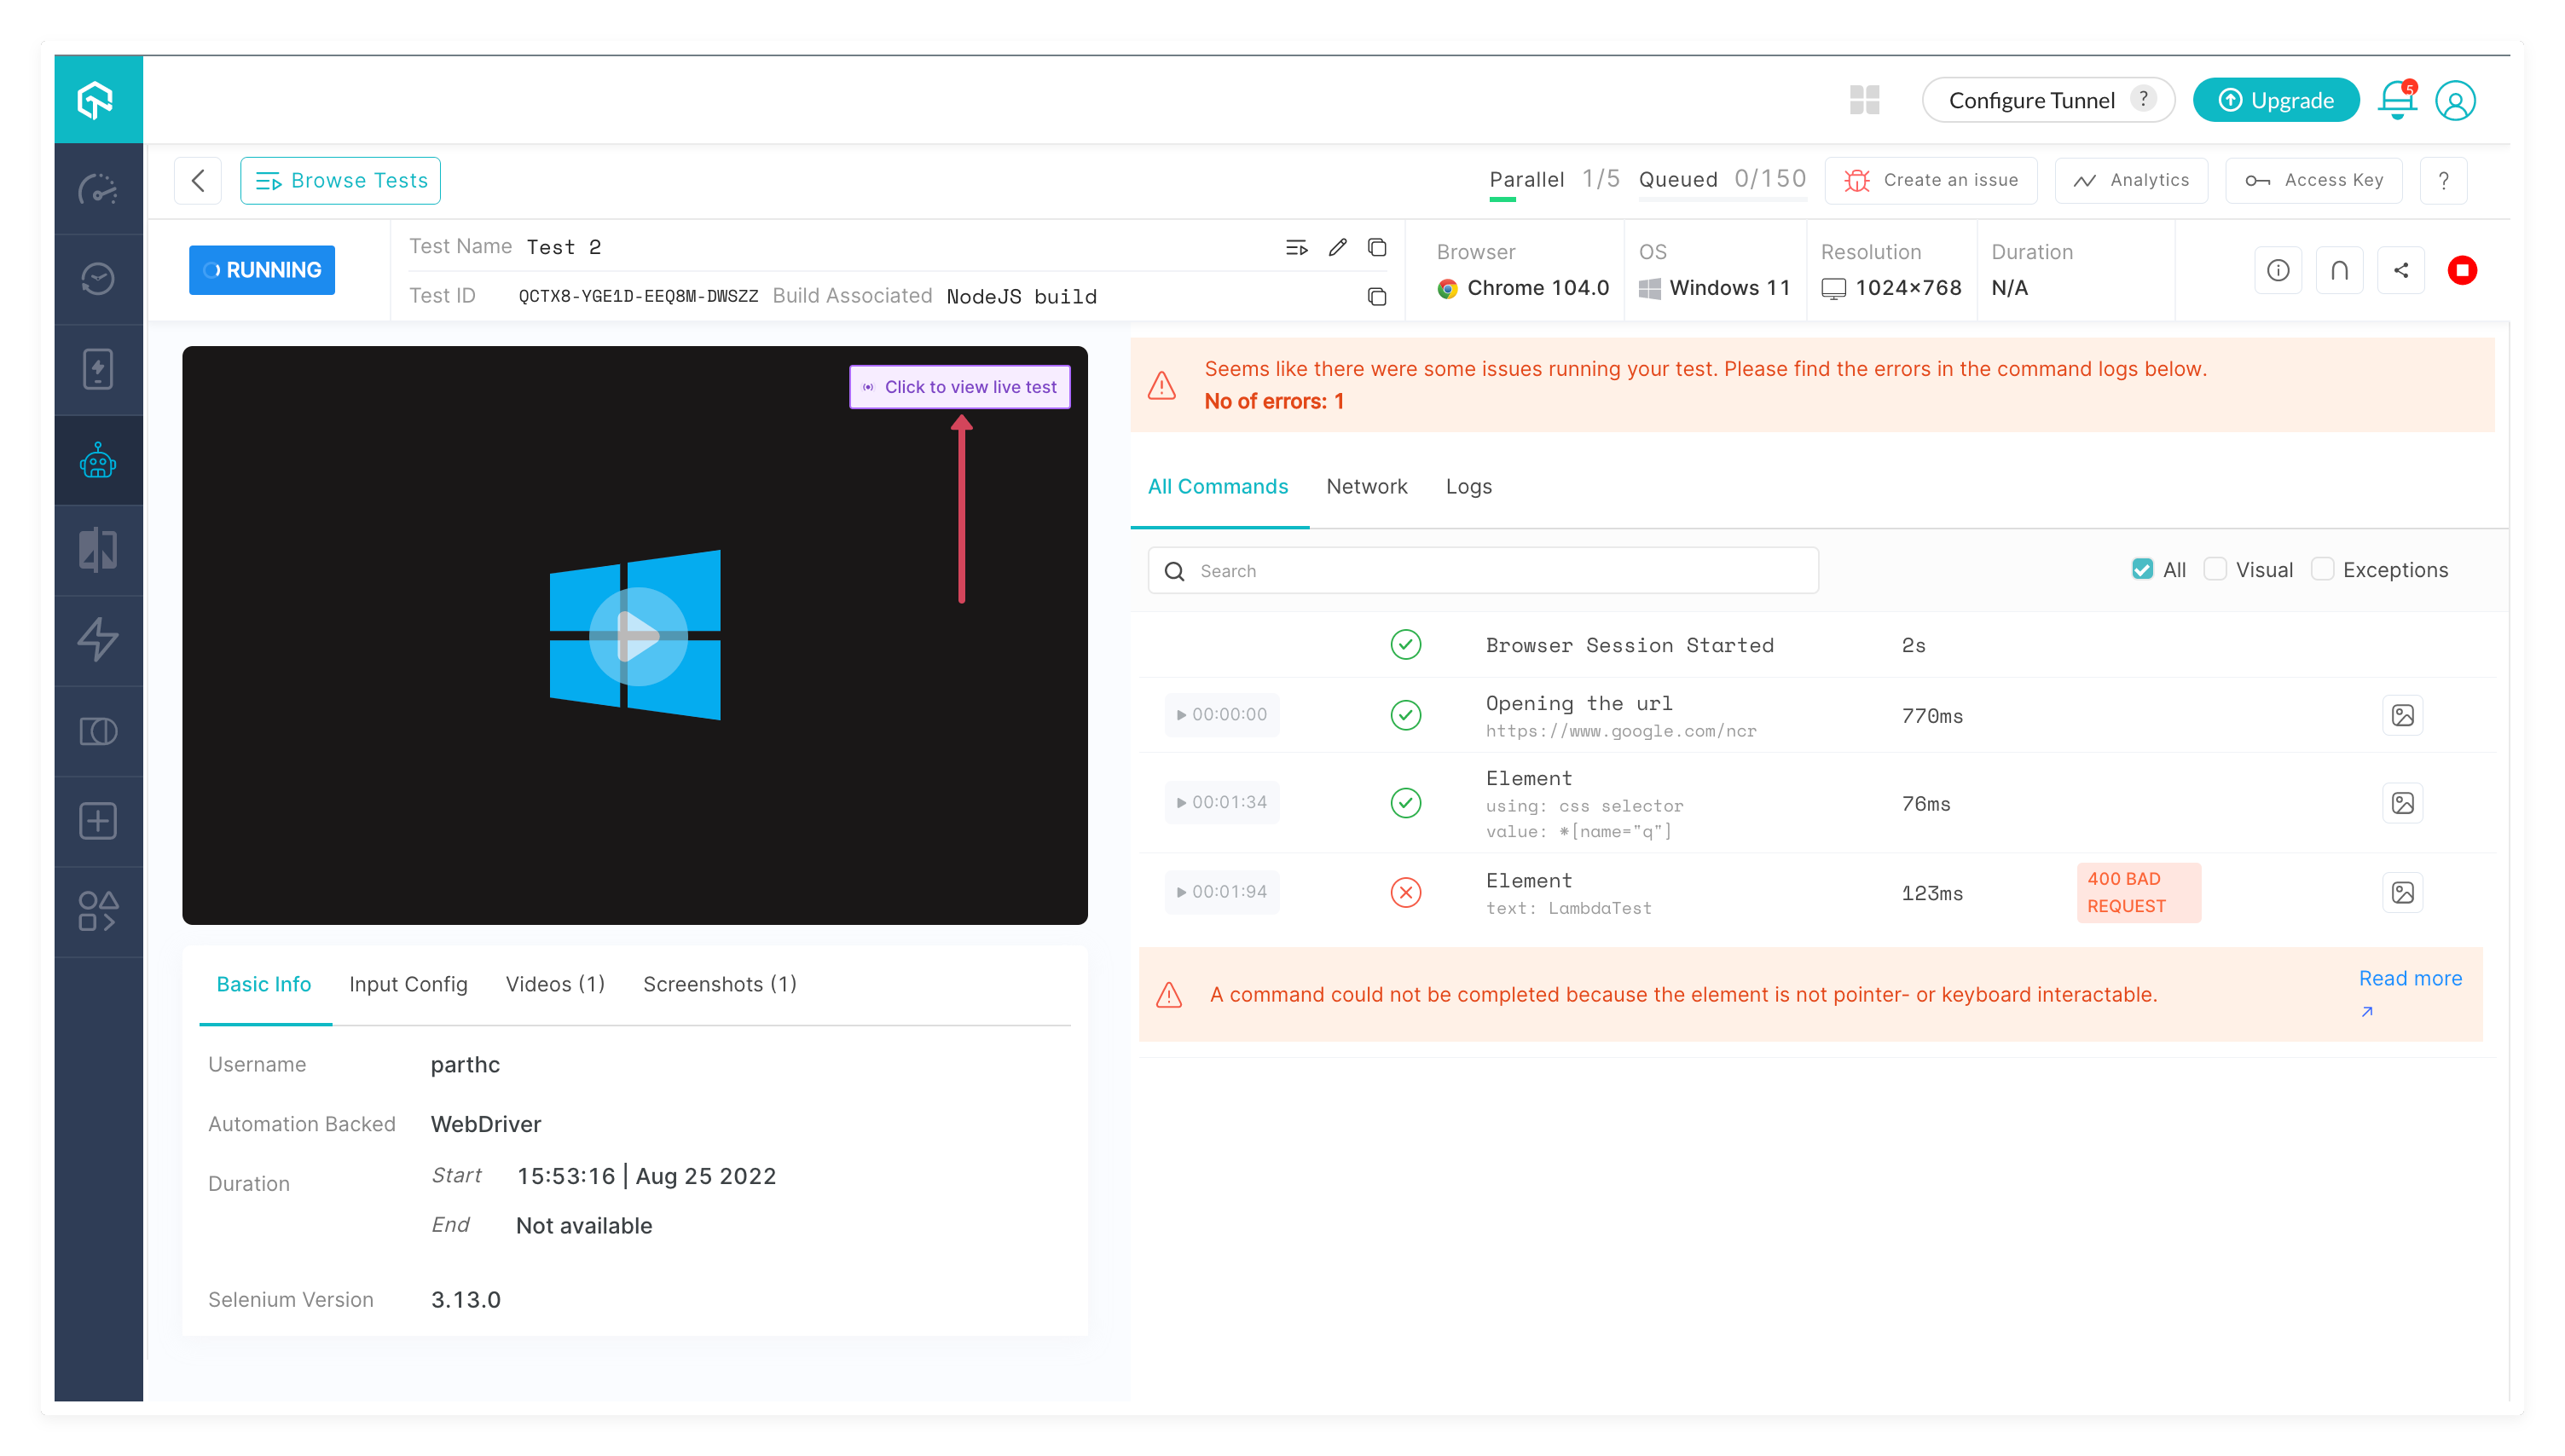 Configure Tunnel ?
Upgrade
5
Browse Tests
Parallel 1/5 Queued 0/150
Create an issue
Analytics
Access Key
?
RUNNING
Test Name Test 2
Test ID QCTX8-YGE1D-EEQ8M-DWSZZ Build Associated NodeJS build
Browser
Chrome 104.0
OS
Windows 11
Resolution
1024×768
Duration
N/A
Click to view live test
Seems like there were some issues running your test. Please find the errors in the command logs below.
No of errors: 1
All Commands Network Logs
Search
All Visual Exceptions
Browser Session Started 2s
00:00:00 Opening the url 770ms
https://www.google.com/ncr
00:01:34 Element 76ms
using: css selector
value: *[name="q"]
00:01:94 Element 123ms
text: LambdaTest
400 BAD
REQUEST
A command could not be completed because the element is not pointer- or keyboard interactable.
Read more
Basic Info Input Config Videos (1) Screenshots (1)
Username parthc
Automation Backed WebDriver
Duration Start 15:53:16 | Aug 25 2022
End Not available
Selenium Version 3.13.0